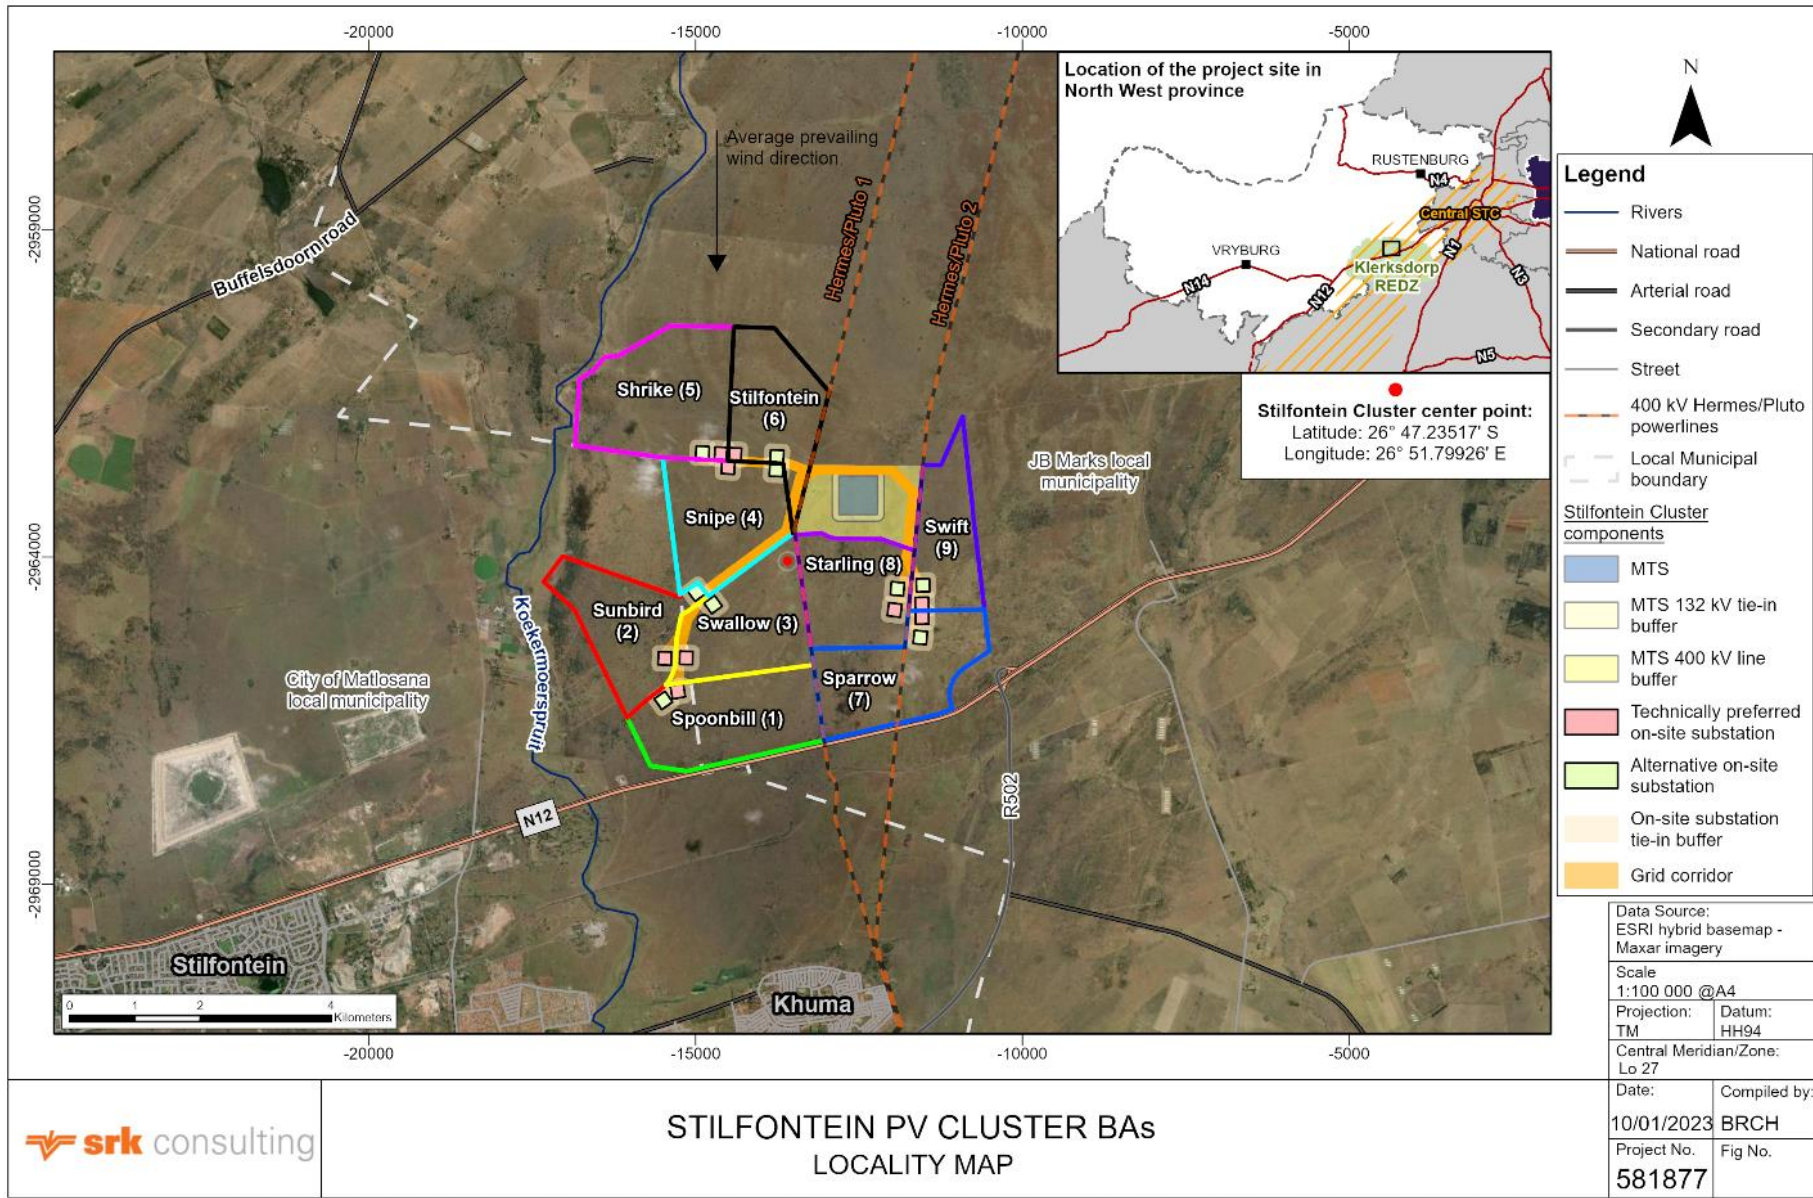 -20000
-15000
-10000
-5000
-2959000
-2964000
-2969000
Location of the project site in
North West province
RUSTENBURG
N4
Central STC
VRYBURG
Klerksdorp
REDZ
N1
N3
N14
N12
N5
Stilfontein Cluster center point:
Latitude: 26° 47.23517' S
Longitude: 26° 51.79926' E
Average prevailing
wind direction
Buffelsdoorn road
Hermes/Pluto 1
Hermes/Pluto 2
Shrike (5)
Stilfontein
(6)
JB Marks local
municipality
Snipe (4)
Swift
(9)
Starling (8)
Sunbird
(2)
Swallow (3)
Koekermoerspruit
City of Matlosana
local municipality
Sparrow
(7)
Spoonbill (1)
R502
N12
Stilfontein
Khuma
0
1
2
4
Kilometers
-20000
-15000
-10000
-5000
N
Legend
Rivers
National road
Arterial road
Secondary road
Street
400 kV Hermes/Pluto
powerlines
Local Municipal
boundary
Stilfontein Cluster
components
MTS
MTS 132 kV tie-in
buffer
MTS 400 kV line
buffer
Technically preferred
on-site substation
Alternative on-site
substation
On-site substation
tie-in buffer
Grid corridor
Data Source:
ESRI hybrid basemap -
Maxar imagery
Scale
1:100 000 @A4
Projection:
TM
Datum:
HH94
Central Meridian/Zone:
Lo 27
Date:
10/01/2023
Compiled by:
BRCH
Project No.
581877
Fig No.
srk consulting
STILFONTEIN PV CLUSTER BAs
LOCALITY MAP